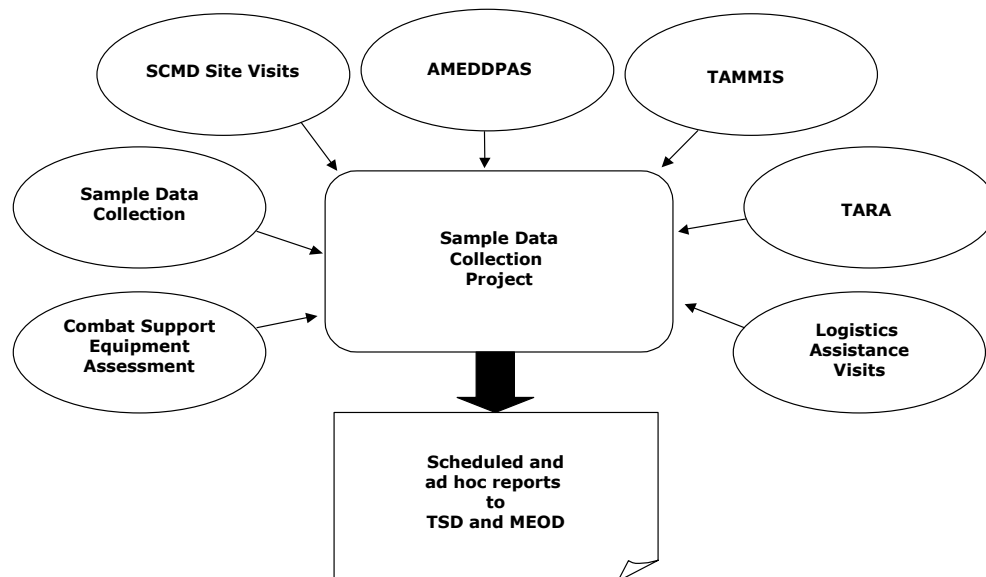 SCMD Site Visits
AMEDDPAS
TAMMIS
Sample Data
Collection
Sample Data
Collection
Project
TARA
Combat Support
Equipment
Assessment
Logistics
Assistance
Visits
Scheduled and
ad hoc reports
to
TSD and MEOD